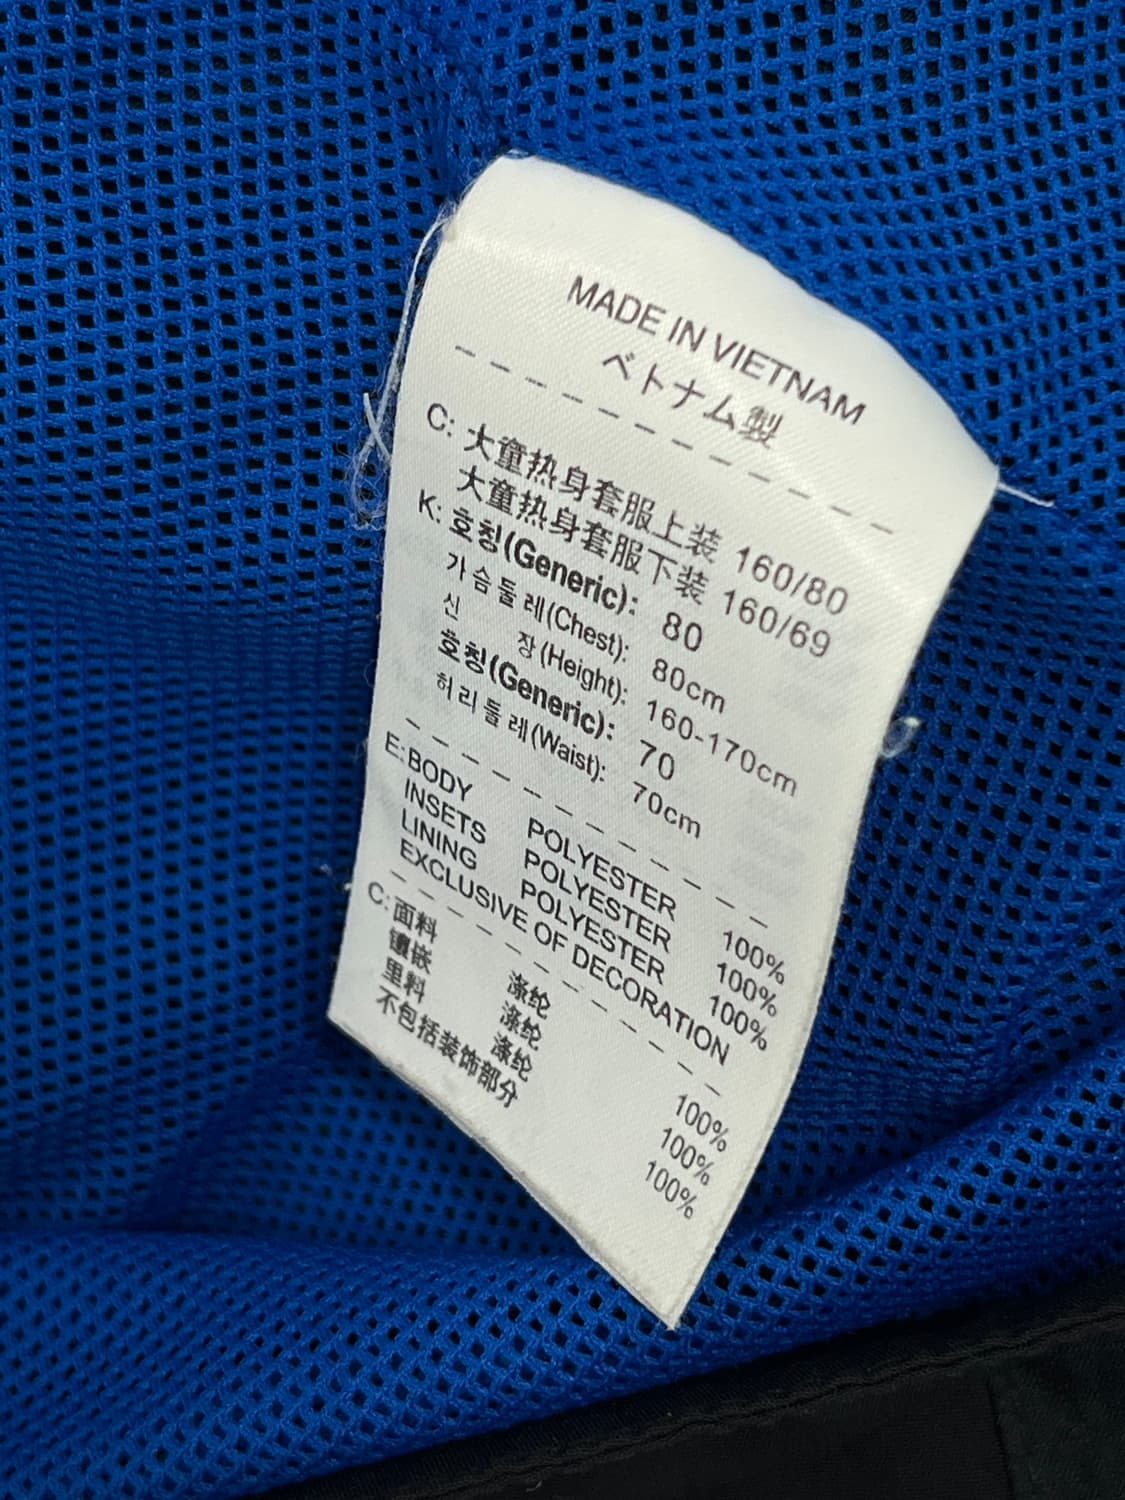 MADE IN VIETNAM
ベトナム製
C: 大童热身套服上装 160/80
大童热身套服下装 160/69
K: 호칭(Generic): 80
가슴둘레(Chest): 80cm
신 장(Height): 160-170cm
호칭(Generic): 70
허리둘레(Waist): 70cm
E: BODY POLYESTER 100%
INSETS POLYESTER 100%
LINING POLYESTER 100%
EXCLUSIVE OF DECORATION
C: 面料 涤纶 100%
镶嵌 涤纶 100%
里料 涤纶 100%
不包括装饰部分